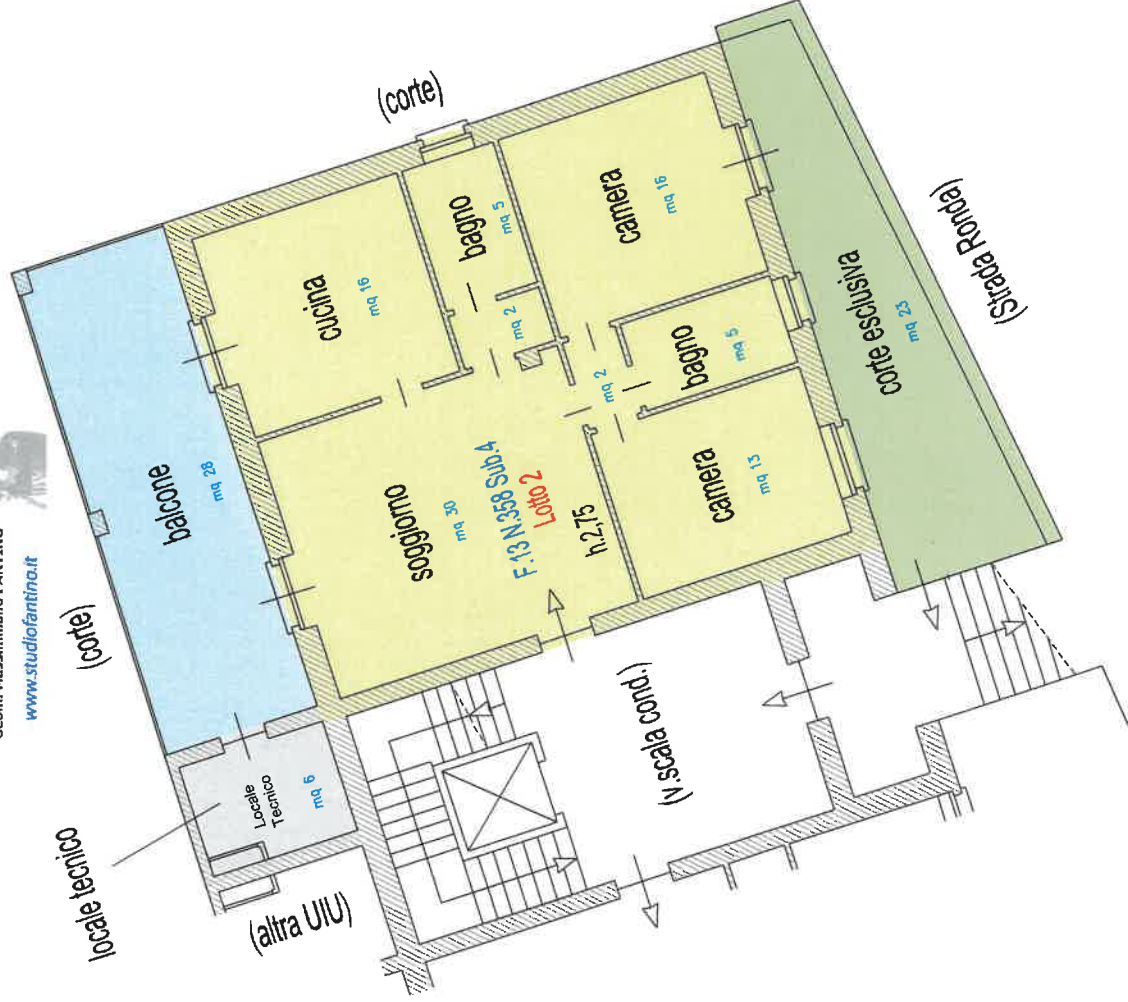 www.studiofantino.it
(corte)
(corte)
balcone
mq 28
cucina
mq 16
bagno
mq 5
mq 2
camera
mq 16
soggiorno
mq 30
F.13 N.358 Sub.4
Lotto 2
h.2,75
mq 2
bagno
mq 5
camera
mq 13
corte esclusiva
mq 23
(Strada Ronda)
(v.scala cond.)
locale tecnico
Locale
Tecnico
mq 6
(altra UIU)